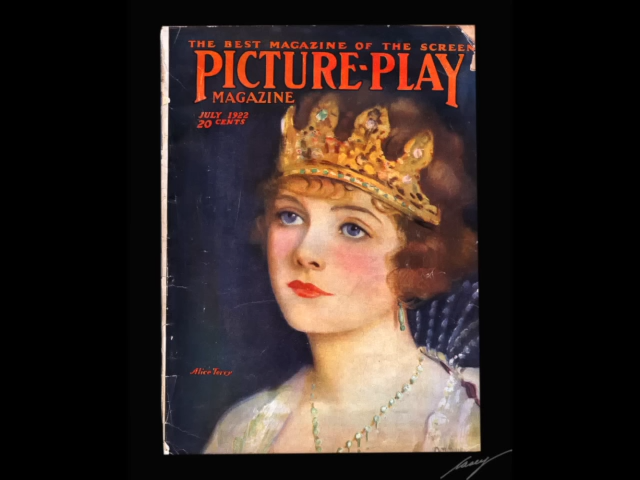 THE BEST MAGAZINE OF THE SCREEN
PICTURE-PLAY
MAGAZINE
JULY 1922
20 CENTS
Alice Terry